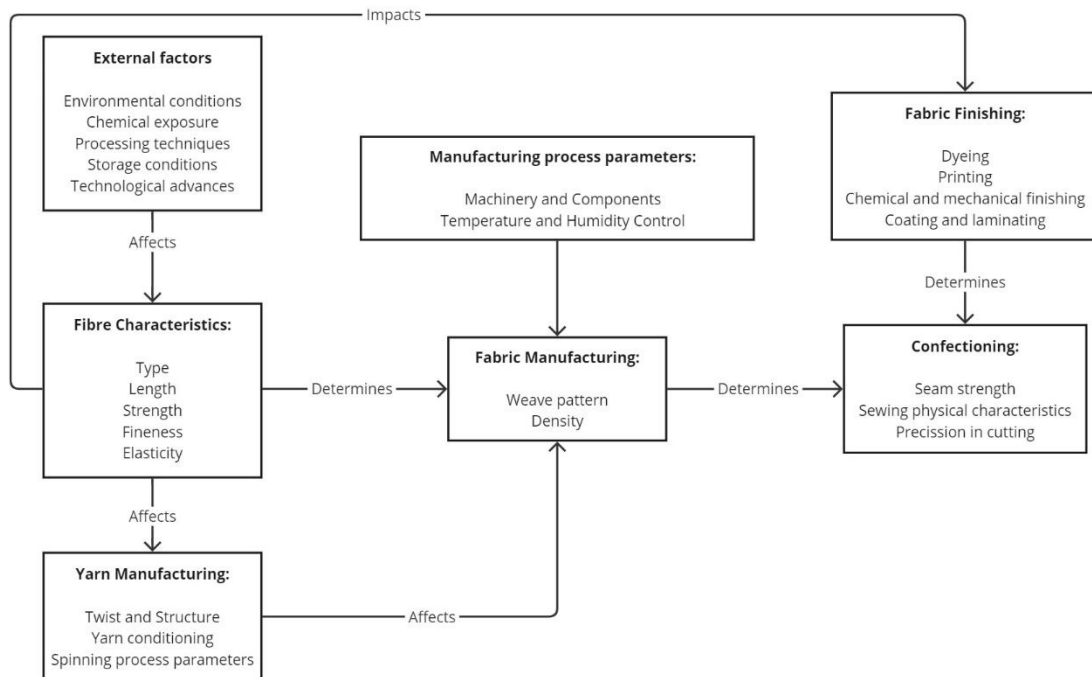 Impacts
External factors
Environmental conditions
Chemical exposure
Processing techniques
Storage conditions
Technological advances
Affects
Manufacturing process parameters:
Machinery and Components
Temperature and Humidity Control
Fabric Finishing:
Dyeing
Printing
Chemical and mechanical finishing
Coating and laminating
Determines
Fibre Characteristics:
Type
Length
Strength
Fineness
Elasticity
Determines
Fabric Manufacturing:
Weave pattern
Density
Determines
Confectioning:
Seam strength
Sewing physical characteristics
Precission in cutting
Affects
Yarn Manufacturing:
Twist and Structure
Yarn conditioning
Spinning process parameters
Affects